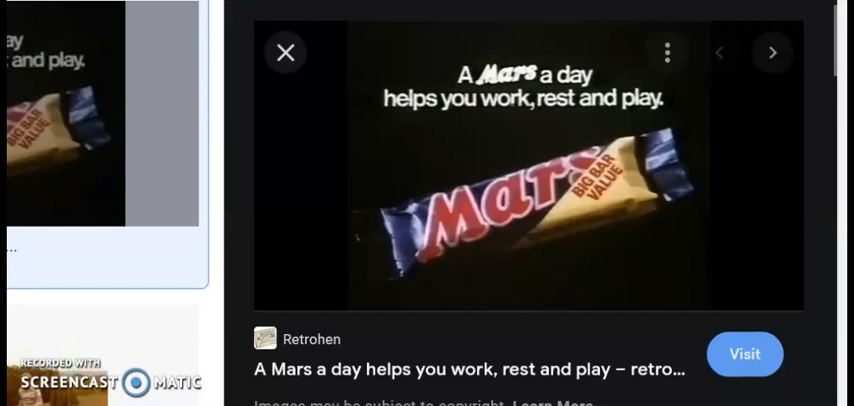 ay
and play.
BIG BAR
VALUE
...
RECORDED WITH
SCREENCAST MATIC
A Mars a day
helps you work, rest and play.
Mars
BIG BAR
VALUE
Retrohen
Visit
A Mars a day helps you work, rest and play – retro...
Images may be subject to copyright. Learn More